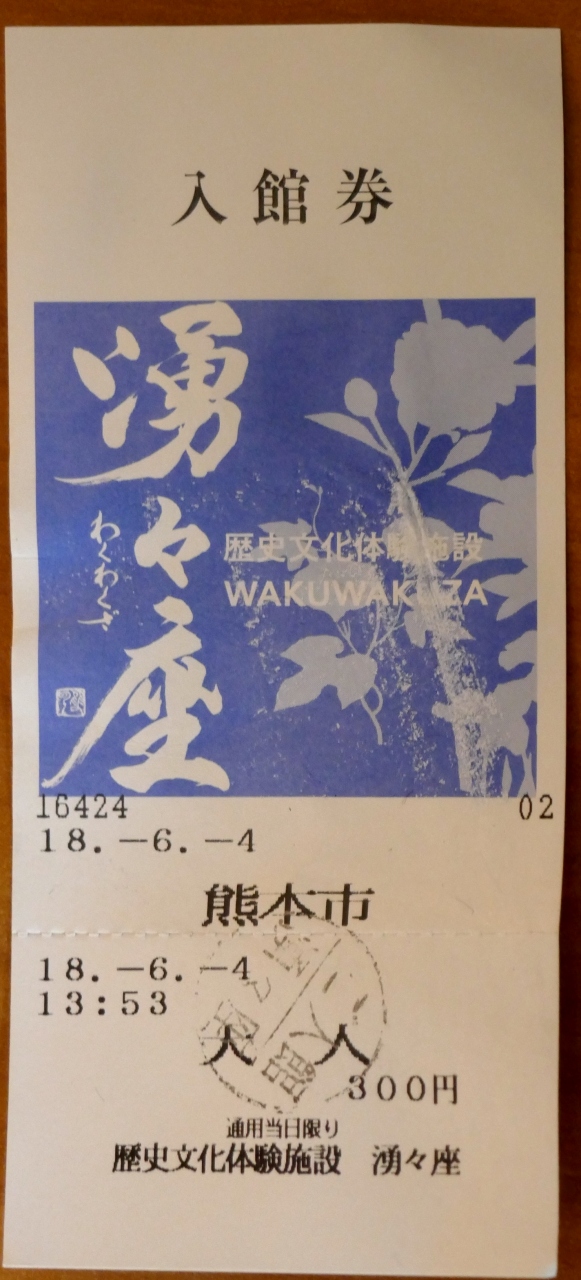 入館券
湧々座
わくわくざ
歴史文化体験施設
WAKUWAKUZA
16424 02
18.-6.-4
熊本市
18.-6.-4
13:53
大人
300円
通用当日限り
歴史文化体験施設 湧々座